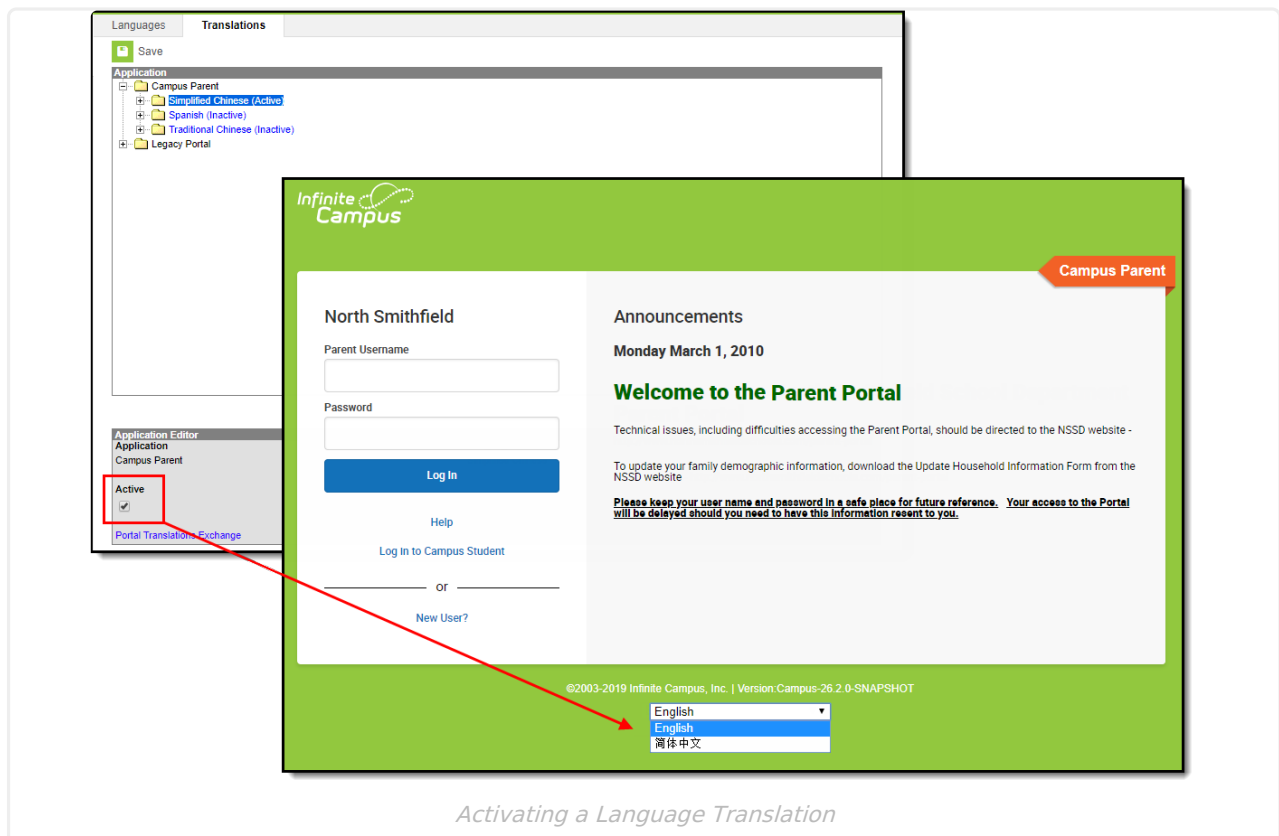 Languages Translations
Save
Application
Campus Parent
Simplified Chinese (Active)
Spanish (Inactive)
Traditional Chinese (Inactive)
Legacy Portal
Application Editor
Application
Campus Parent
Active
Portal Translations Exchange
Infinite
Campus
Campus Parent
North Smithfield
Parent Username
Password
Log In
Help
Log In to Campus Student
or
New User?
Announcements
Monday March 1, 2010
Welcome to the Parent Portal
Technical issues, including difficulties accessing the Parent Portal, should be directed to the NSSD website -
To update your family demographic information, download the Update Household Information Form from the
NSSD website
Please keep your user name and password in a safe place for future reference. Your access to the Portal
will be delayed should you need to have this information resent to you.
©2003-2019 Infinite Campus, Inc. | Version:Campus-26.2.0-SNAPSHOT
English
English
简体中文
Activating a Language Translation